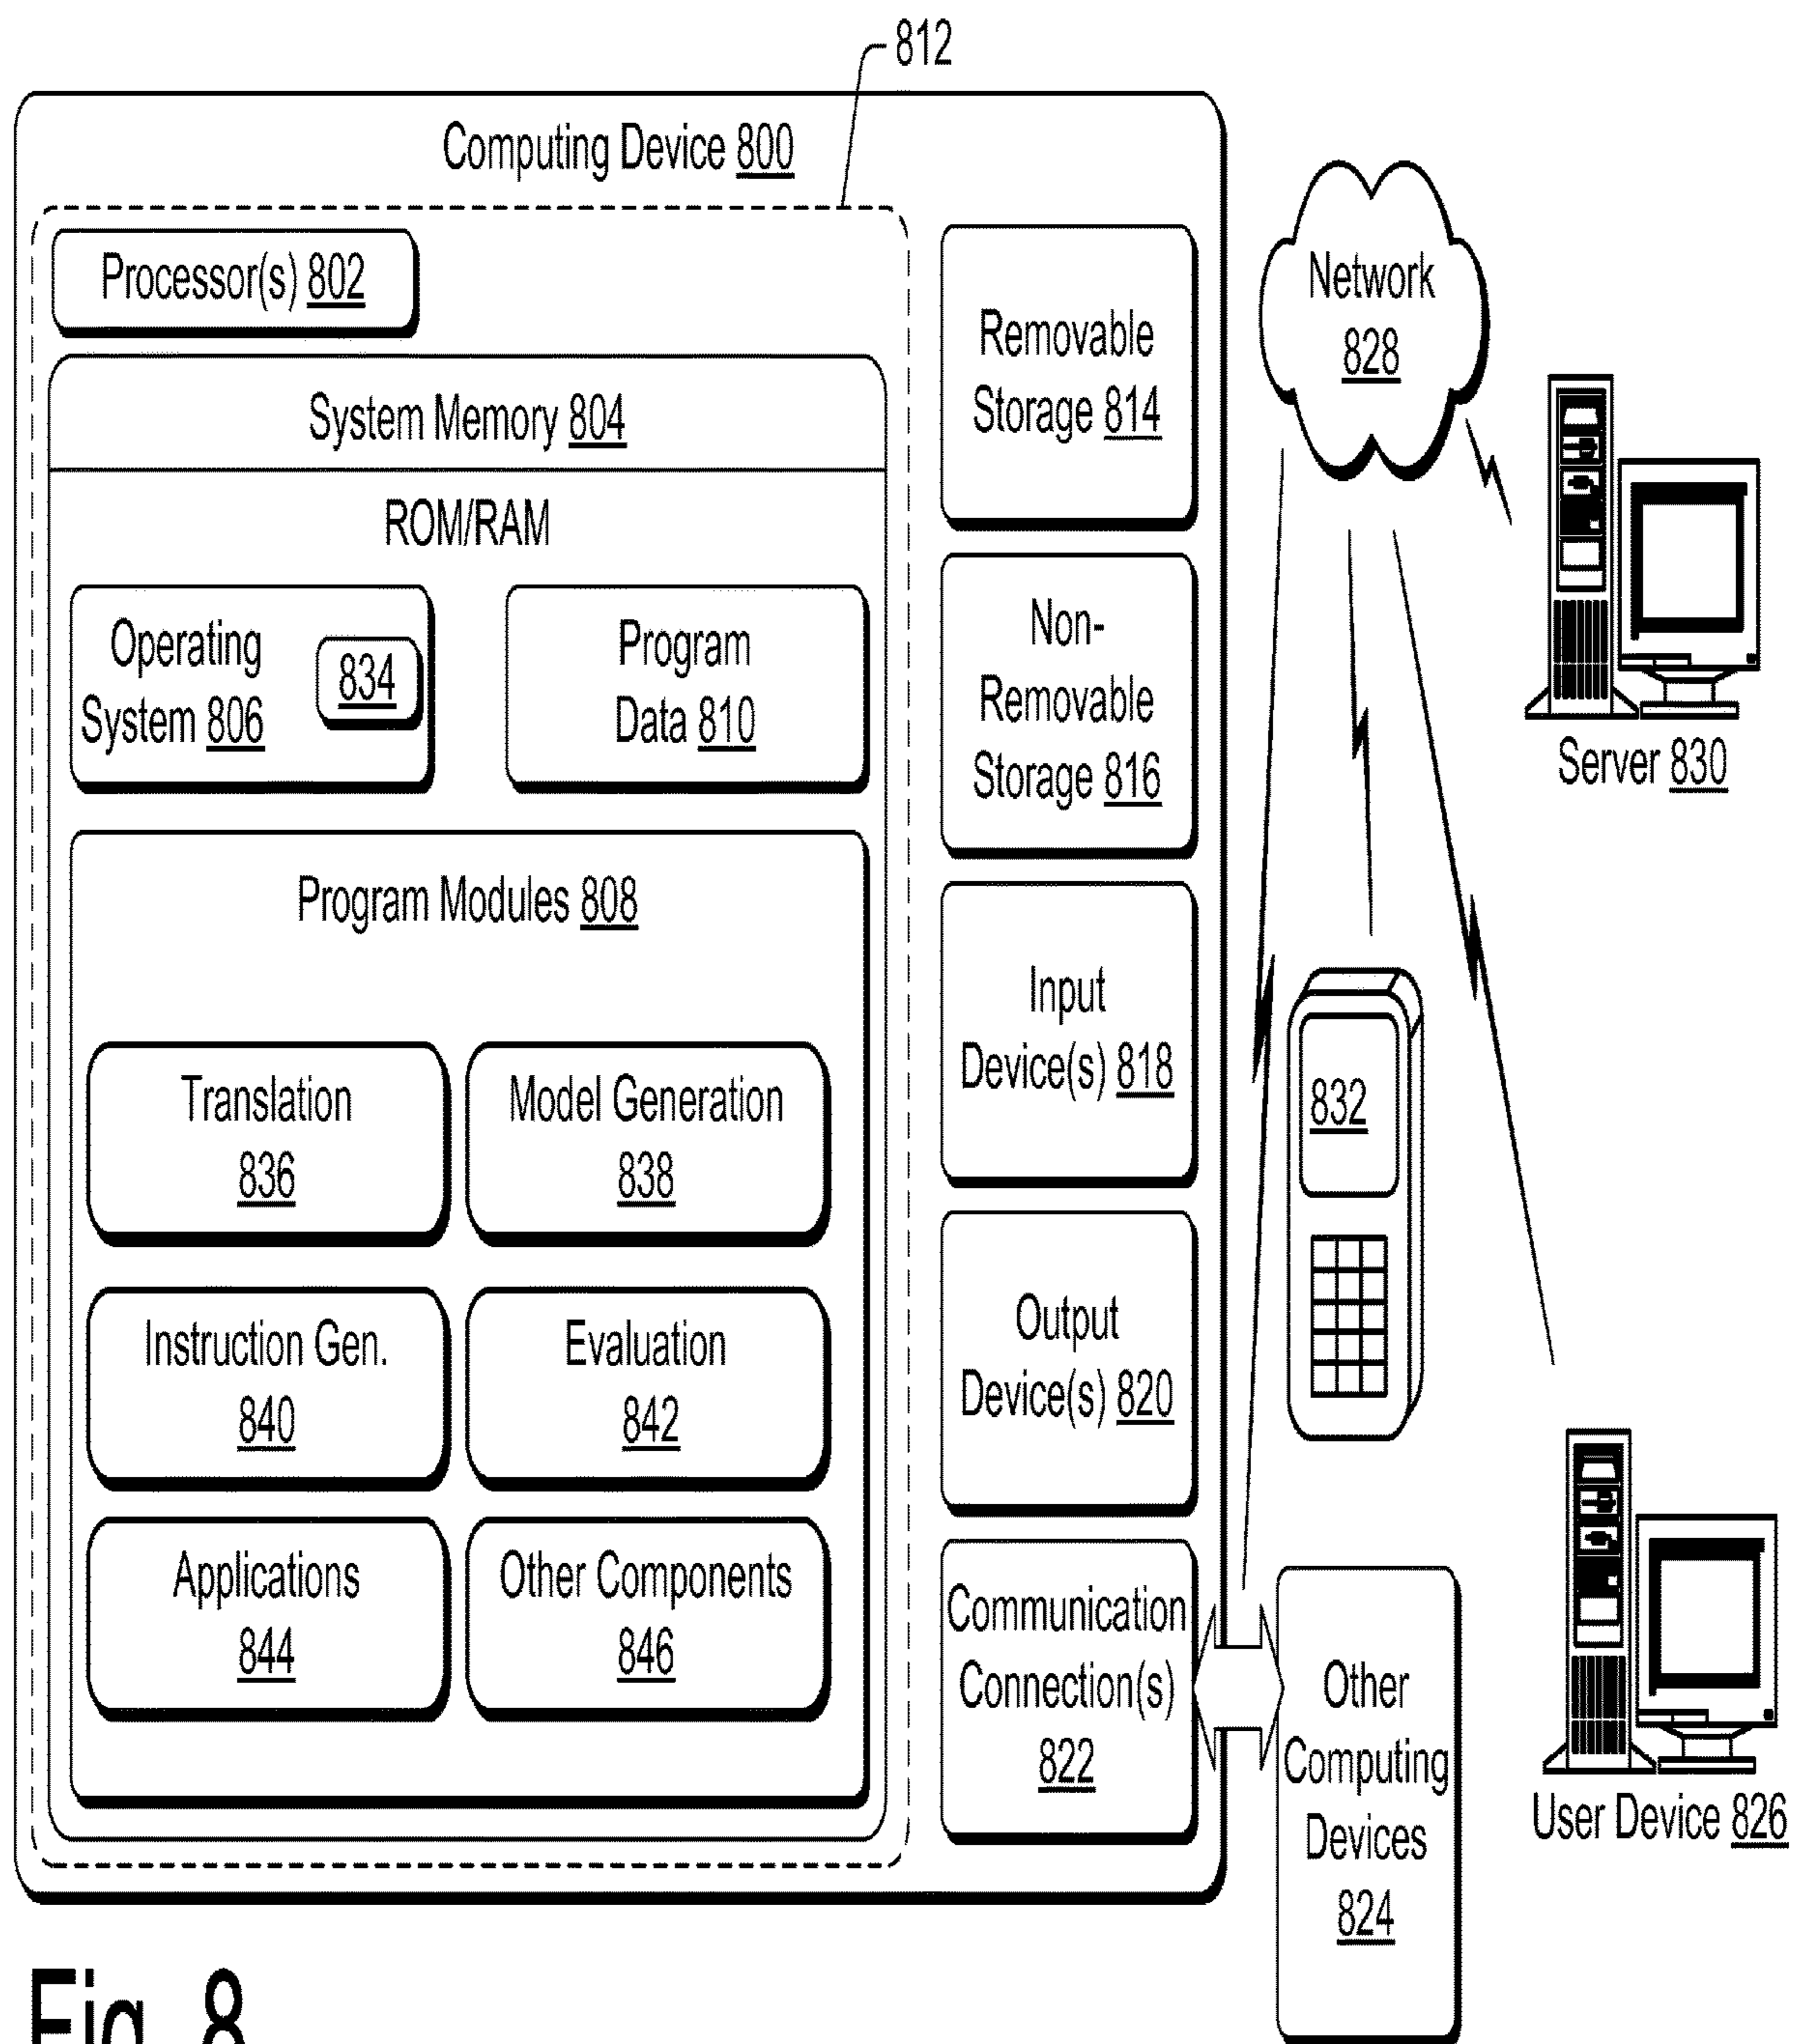 812
Computing Device 800
Processor(s) 802
System Memory 804
ROM/RAM
Operating
System 806
834
Program
Data 810
Program Modules 808
Translation
836
Model Generation
838
Instruction Gen.
840
Evaluation
842
Applications
844
Other Components
846
Removable
Storage 814
Non-
Removable
Storage 816
Input
Device(s) 818
Output
Device(s) 820
Communication
Connection(s)
822
Network
828
Server 830
832
Other
Computing
Devices
824
User Device 826
Fig. 8